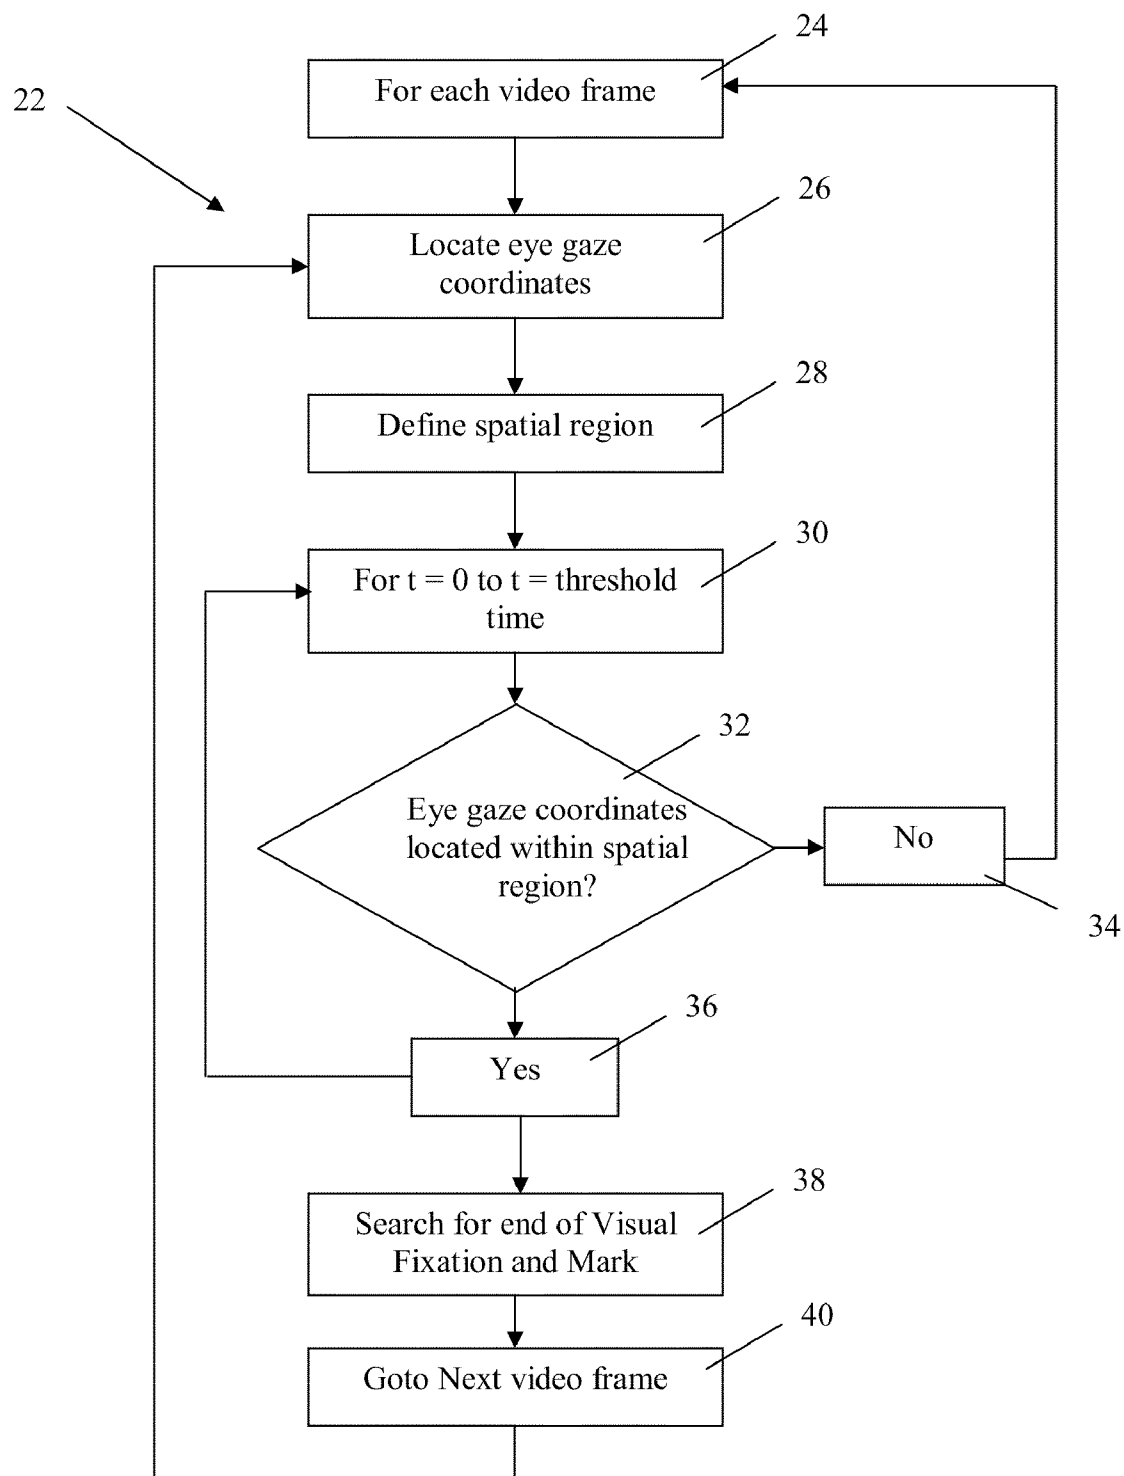 24
For each video frame
22
26
Locate eye gaze
coordinates
28
Define spatial region
30
For t = 0 to t = threshold
time
32
Eye gaze coordinates
located within spatial
region?
No
34
36
Yes
38
Search for end of Visual
Fixation and Mark
40
Goto Next video frame